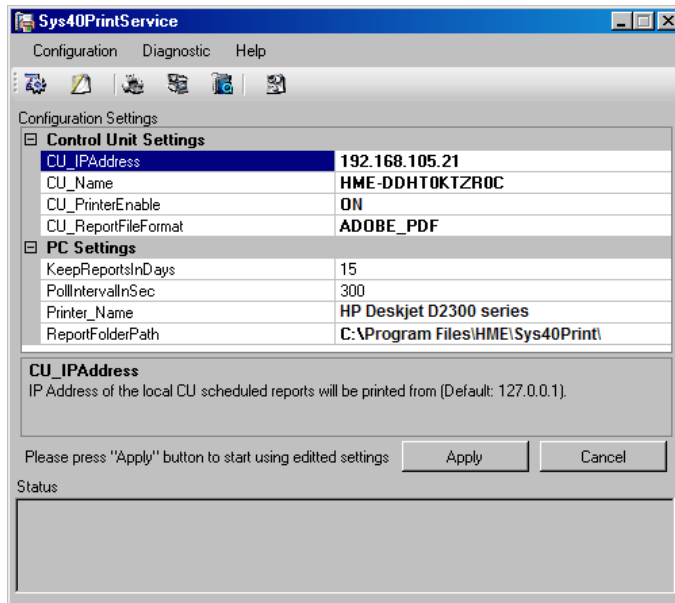 Sys40PrintService
Configuration Diagnostic Help
Configuration Settings
Control Unit Settings
CU_IPAddress 192.168.105.21
CU_Name HME-DDHT0KTZR0C
CU_PrinterEnable ON
CU_ReportFileFormat ADOBE_PDF
PC Settings
KeepReportsInDays 15
PollIntervalInSec 300
Printer_Name HP Deskjet D2300 series
ReportFolderPath C:\Program Files\HME\Sys40Print\
CU_IPAddress
IP Address of the local CU scheduled reports will be printed from (Default: 127.0.0.1).
Please press "Apply" button to start using editted settings Apply Cancel
Status